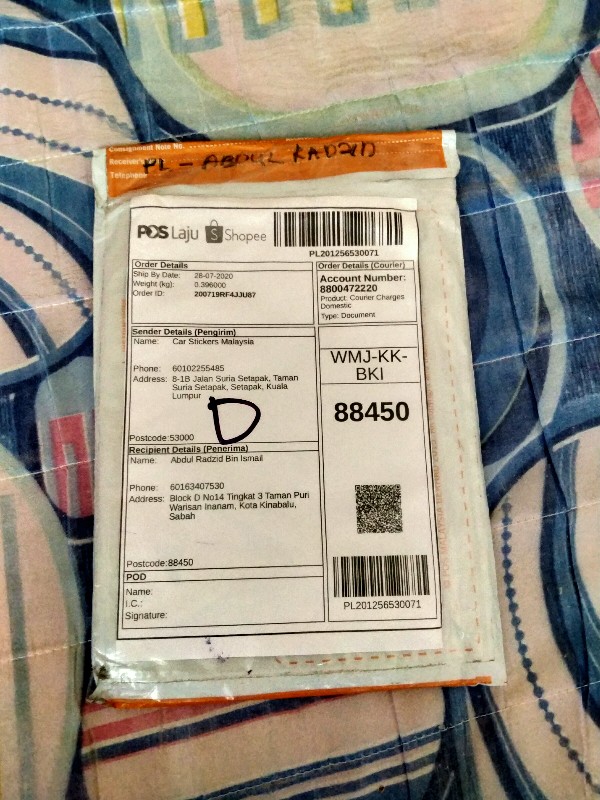 Consignment Note No.
Receiver's
Telephone
PL - ABDUL RADZID
POS Laju Shopee
PL201256530071
Order Details
Ship By Date: 28-07-2020
Weight (kg): 0.396000
Order ID: 200719RF4JJU87
Order Details (Courier)
Account Number:
8800472220
Product: Courier Charges
Domestic
Type: Document
Sender Details (Pengirim)
Name: Car Stickers Malaysia
Phone: 60102255485
Address: 8-1B Jalan Suria Setapak, Taman
Suria Setapak, Setapak, Kuala
Lumpur
D
Postcode:53000
WMJ-KK-
BKI
88450
Recipient Details (Penerima)
Name: Abdul Radzid Bin Ismail
Phone: 60163407530
Address: Block D No14 Tingkat 3 Taman Puri
Warisan Inanam, Kota Kinabalu,
Sabah
Postcode:88450
POD
Name:
I.C.:
Signature:
PL201256530071